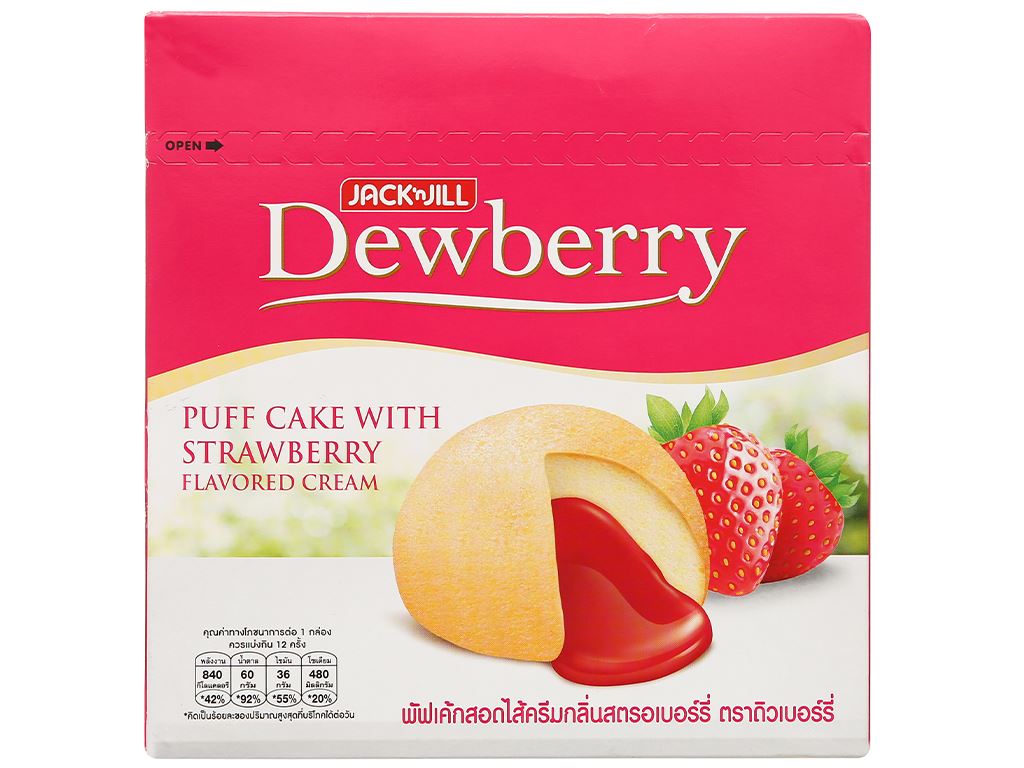 OPEN
JACK 'n JILL
Dewberry
PUFF CAKE WITH
STRAWBERRY
FLAVORED CREAM
คุณค่าทางโภชนาการต่อ 1 กล่อง
ควรแบ่งกิน 12 ครั้ง
พลังงาน น้ำตาล ไขมัน โซเดียม
840 60 36 480
กิโลแคลอรี กรัม กรัม มิลลิกรัม
*42% *92% *55% *20%
*คิดเป็นร้อยละของปริมาณสูงสุดที่บริโภคได้ต่อวัน
พัฟเค้กสอดไส้ครีมกลิ่นสตรอเบอร์รี่ ตราดิวเบอร์รี่